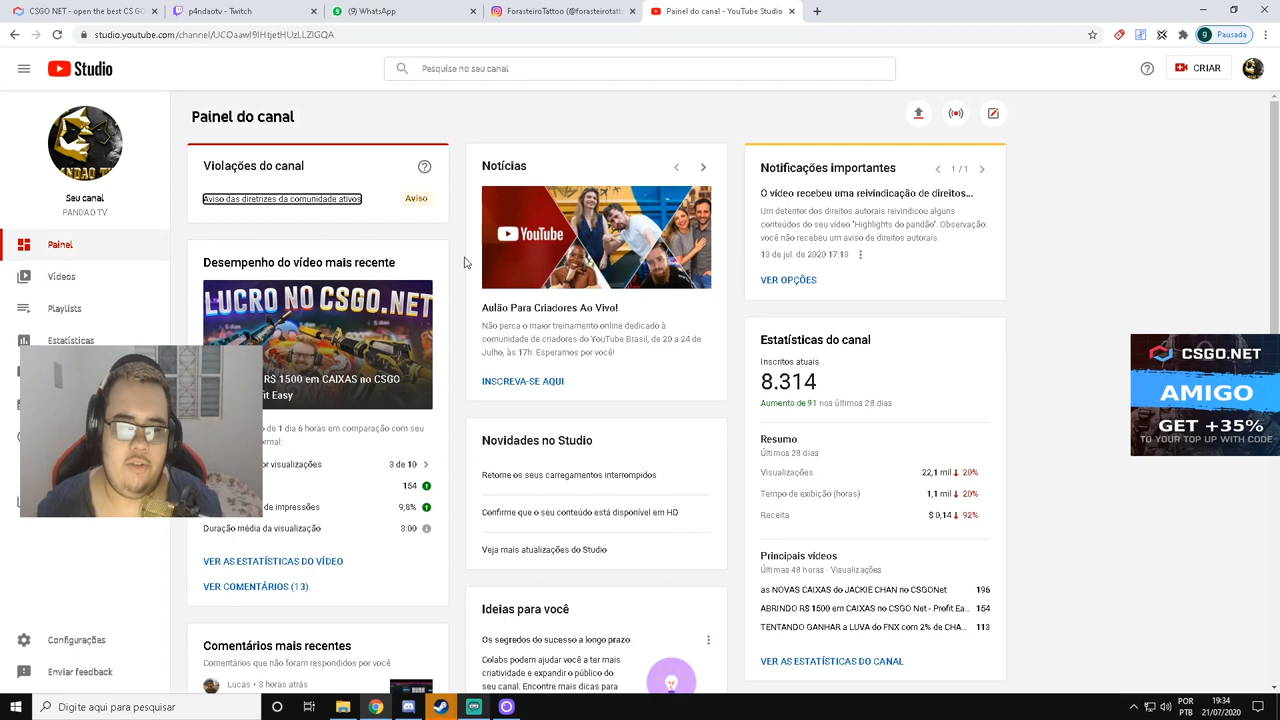 CSGO.NET - open the best CS G
p4ndaotv - Twitch
(9) WhatsApp
ForasteiroTattoo (@forasteirotatt
Painel do canal - YouTube Studio
g
Pausada
Studio
Pesquise no seu canal
CRIAR
Painel do canal
Seu canal
PANDAO TV
Painel
Vídeos
Playlists
Estatísticas
Configurações
Enviar feedback
Violações do canal
Aviso das diretrizes da comunidade ativos
Aviso
Desempenho do vídeo mais recente
LUCRO NO CSGO.NET
R$ 1500 em CAIXAS no CSGO
ofit Easy
de 1 dia 6 horas em comparação com seu
rmal:
or visualizações
3 de 10
154
de impressões
9,8%
Duração média da visualização
3:00
VER AS ESTATÍSTICAS DO VÍDEO
VER COMENTÁRIOS (13)
Comentários mais recentes
Comentários que não foram respondidos por você
Lucas • 3 horas atrás
Notícias
YouTube
Aulão Para Criadores Ao Vivo!
Não perca o maior treinamento online dedicado à
comunidade de criadores do YouTube Brasil, de 20 a 24 de
Julho, às 17h. Esperamos por você!
INSCREVA-SE AQUI
Novidades no Studio
Retome os seus carregamentos interrompidos
Confirme que o seu conteúdo está disponível em HD
Veja mais atualizações do Studio
Ideias para você
Os segredos do sucesso a longo prazo
Colabs podem ajudar você a ter mais
criatividade e expandir o público do
seu canal. Encontre mais dicas para
Notificações importantes
1 / 1
O vídeo recebeu uma reivindicação de direitos...
Um detentor dos direitos autorais reivindicou alguns
conteúdos do seu vídeo "Highlights do pandão". Observação:
você não recebeu um aviso de direitos autorais.
13 de jul. de 2020 17:13
VER OPÇÕES
Estatísticas do canal
Inscritos atuais
8.314
Aumento de 91 nos últimos 28 dias
Resumo
Últimos 28 dias
Visualizações
22,1 mil 20%
Tempo de exibição (horas)
1,1 mil 20%
Receita
$ 0,14 92%
Principais vídeos
Últimas 48 horas · Visualizações
as NOVAS CAIXAS do JACKIE CHAN no CSGONet
196
ABRINDO R$ 1500 em CAIXAS no CSGO Net - Profit Ea...
154
TENTANDO GANHAR a LUVA do FNX com 2% de CHA...
113
VER AS ESTATÍSTICAS DO CANAL
CSGO.NET
AMIGO
GET +35%
TO YOUR TOP UP WITH CODE
Digite aqui para pesquisar
POR
PTB
19:34
21/07/2020